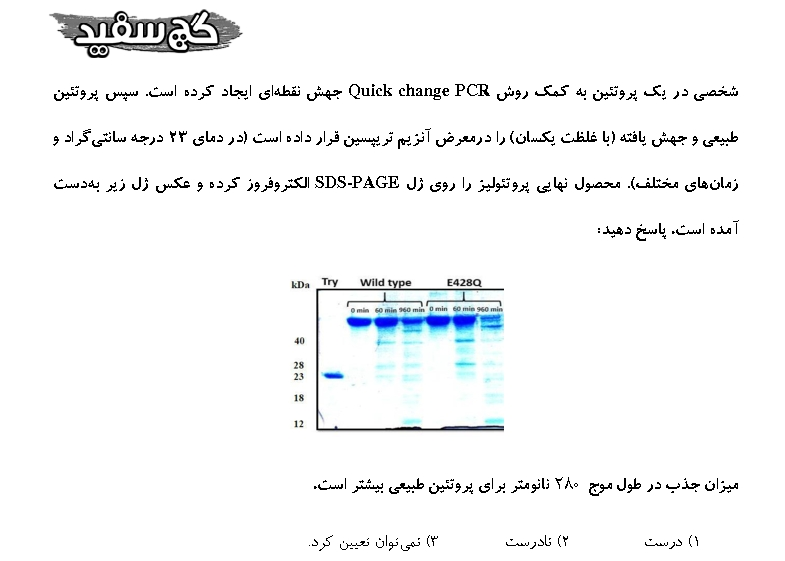 گچ سفید
شخصی در یک پروتئین به کمک روش Quick change PCR جهش نقطه‌ای ایجاد کرده است. سپس پروتئین
طبیعی و جهش یافته (با غلظت یکسان) را درمعرض آنزیم تریپسین قرار داده است (در دمای ۲۳ درجه سانتی‌گراد و
زمان‌های مختلف). محصول نهایی پروتئولیز را روی ژل SDS-PAGE الکتروفروز کرده و عکس ژل زیر به‌دست
آمده است. پاسخ دهید:
kDa Try Wild type E428Q
0 min 60 min 960 min 0 min 60 min 960 min
40
28
23
18
12
میزان جذب در طول موج ۲۸۰ نانومتر برای پروتئین طبیعی بیشتر است.
۱) درست ۲) نادرست ۳) نمی‌توان تعیین کرد.